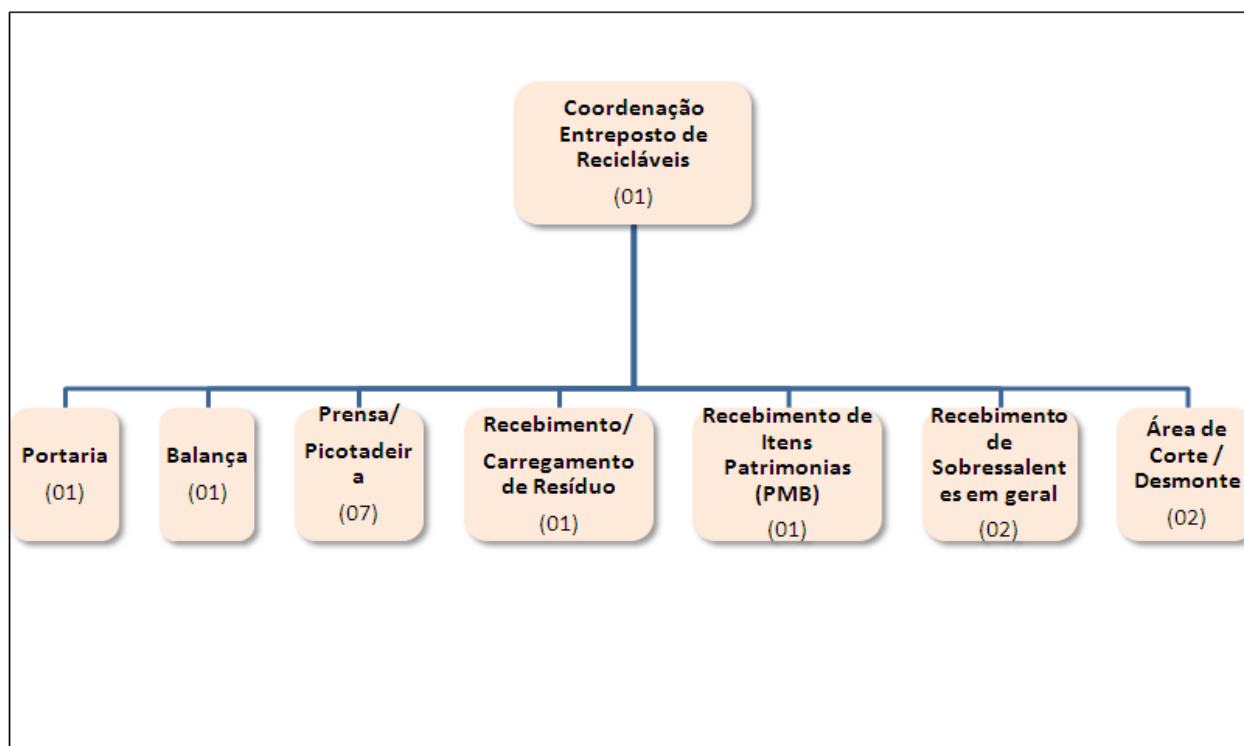 Coordenação
Entreposto de
Recicláveis
(01)
Portaria
(01)
Balança
(01)
Prensa/
Picotadeir
a
(07)
Recebimento/
Carregamento
de Resíduo
(01)
Recebimento de
Itens
Patrimonias
(PMB)
(01)
Recebimento
de
Sobressalent
es em geral
(02)
Área de
Corte /
Desmonte
(02)